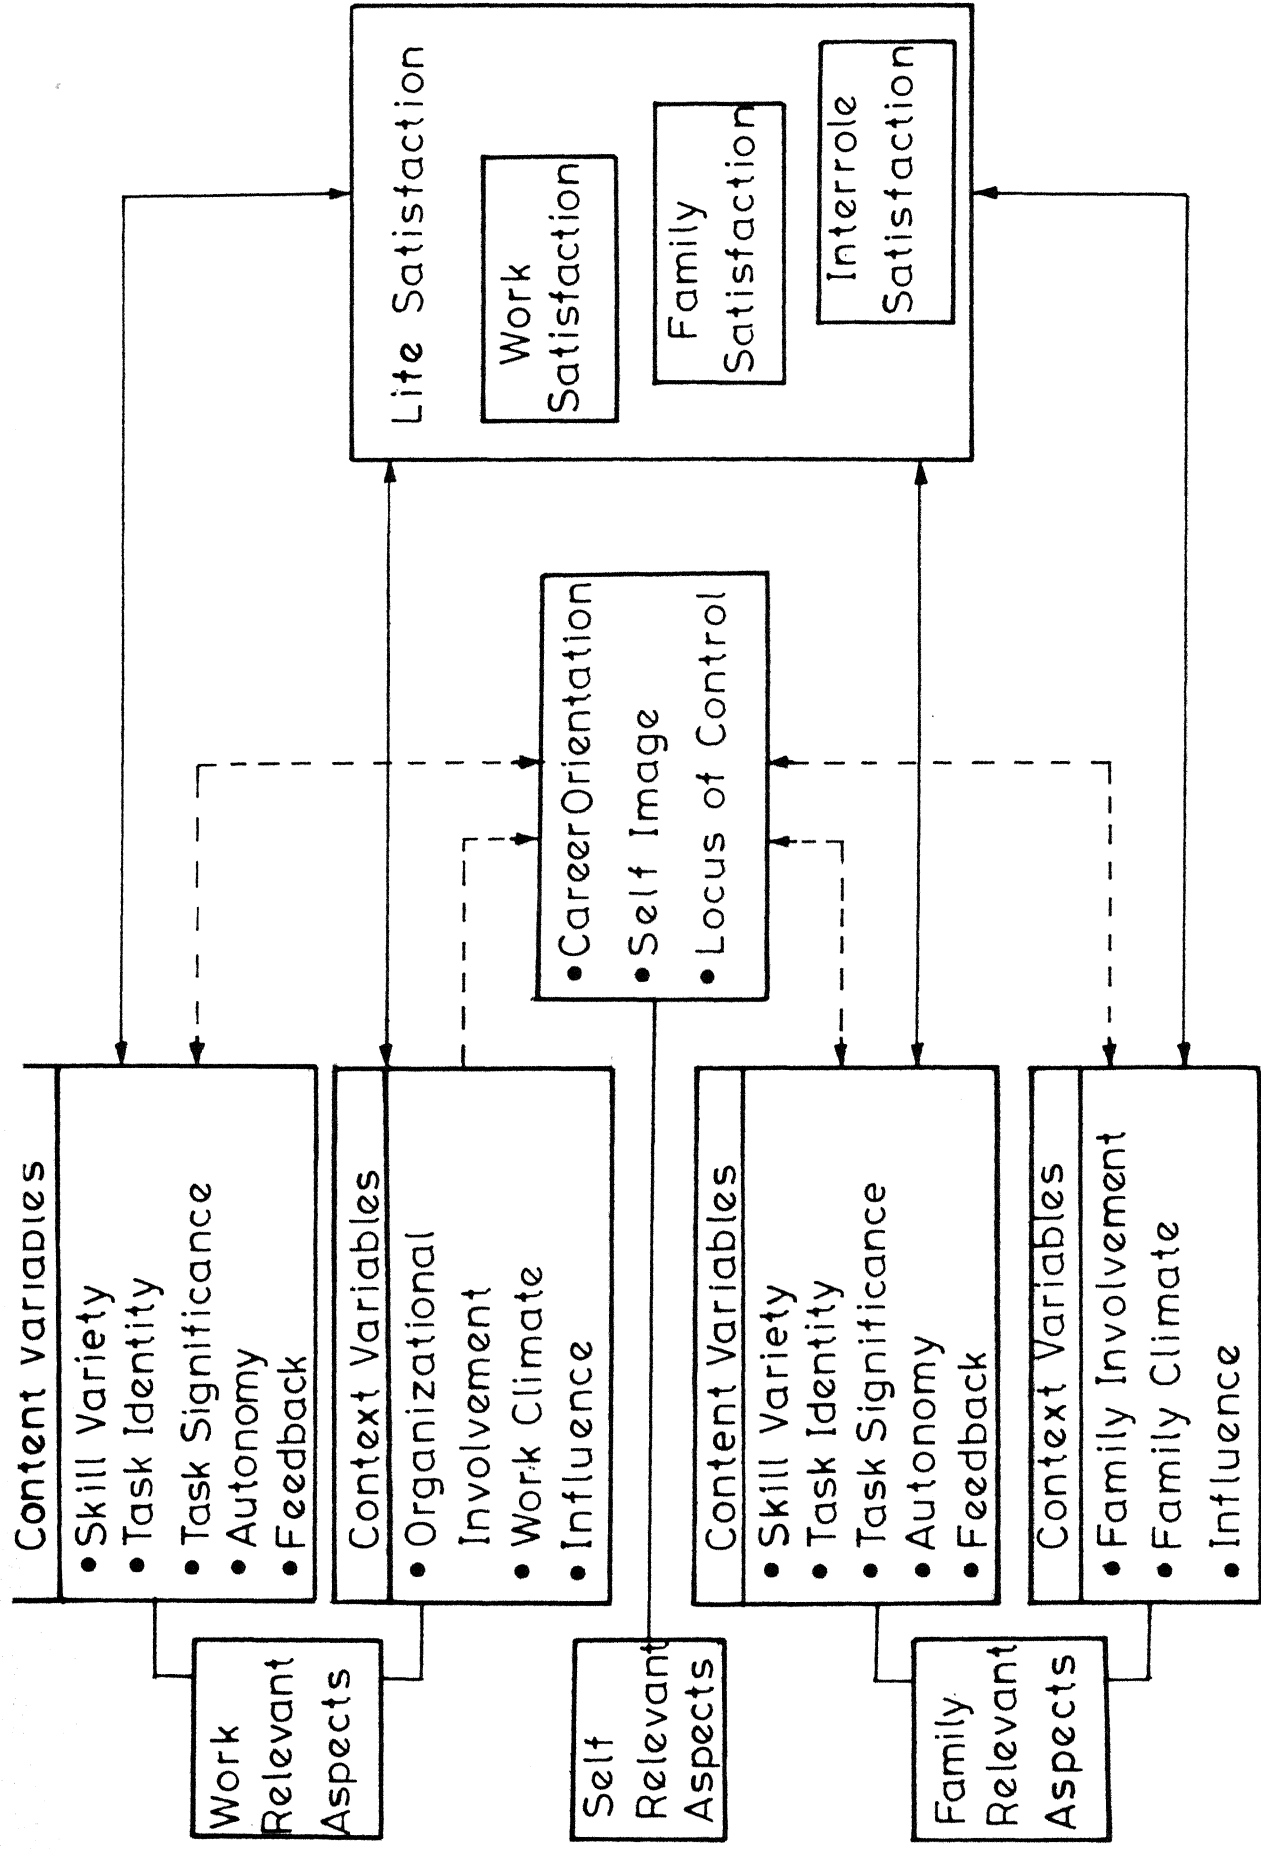 Work
Relevant
Aspects
Content Variables
• Skill Variety
• Task Identity
• Task Significance
• Autonomy
• Feedback
Context Variables
• Organizational
Involvement
• Work Climate
• Influence
Self
Relevant
Aspects
• Career Orientation
• Self Image
• Locus of Control
Family
Relevant
Aspects
Content Variables
• Skill Variety
• Task Identity
• Task Significance
• Autonomy
• Feedback
Context Variables
• Family Involvement
• Family Climate
• Influence
Life Satisfaction
Work
Satisfaction
Family
Satisfaction
Interrole
Satisfaction